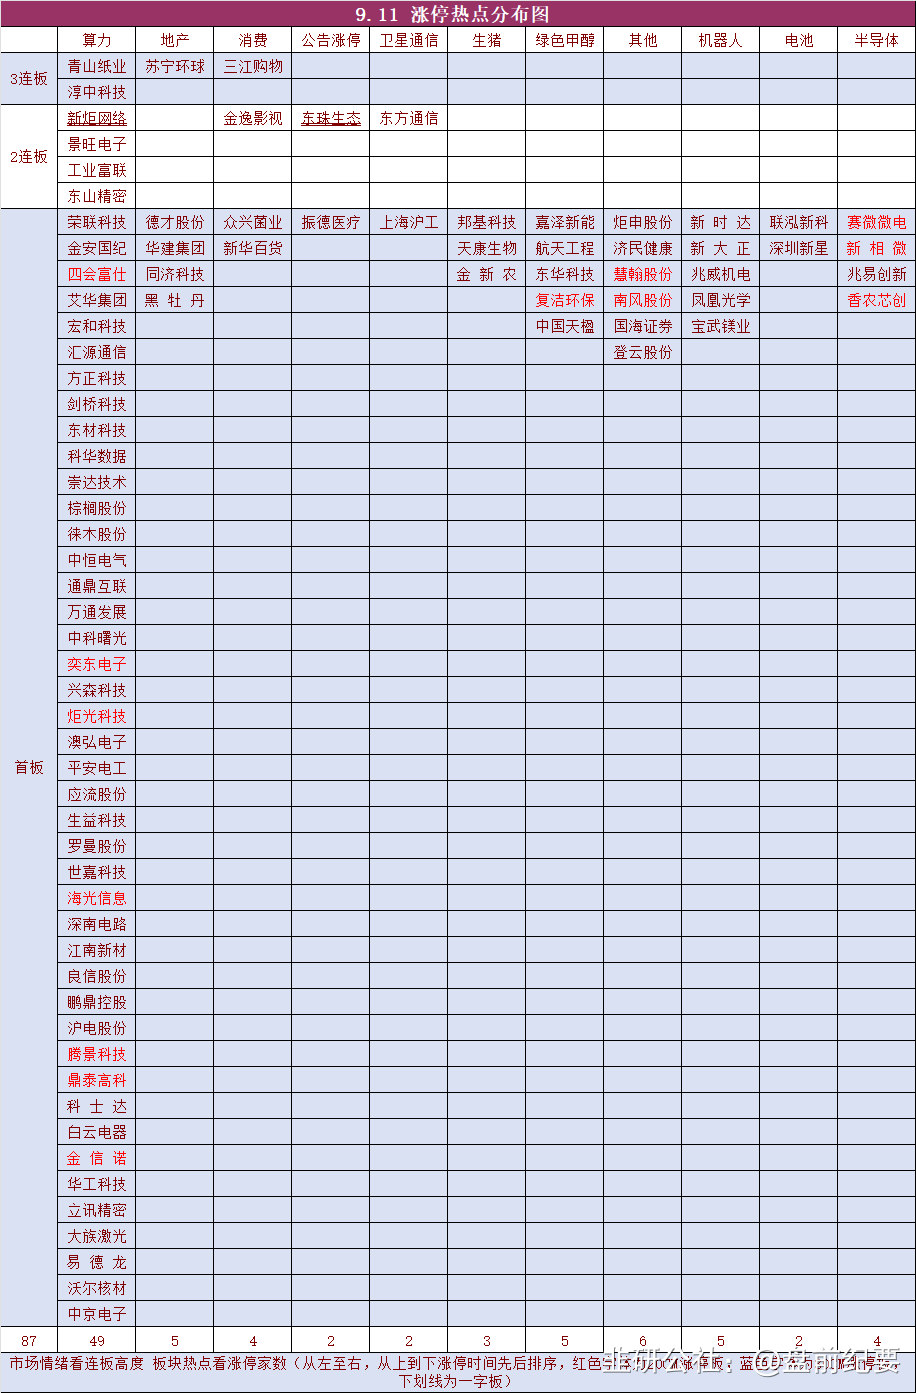 9.11 涨停热点分布图
算力 地产 消费 公告涨停 卫星通信 生猪 绿色甲醇 其他 机器人 电池 半导体
3连板 青山纸业 苏宁环球 三江购物
淳中科技
2连板 新炬网络 金逸影视 东珠生态 东方通信
景旺电子
工业富联
东山精密
首板 荣联科技 德才股份 众兴菌业 振德医疗 上海沪工 邦基科技 嘉泽新能 炬申股份 新时达 联泓新科 赛微微电
金安国纪 华建集团 新华百货 天康生物 航天工程 济民健康 新大正 深圳新星 新相微
四会富仕 同济科技 金新农 东华科技 慧翰股份 兆威机电 兆易创新
艾华集团 黑牡丹 复洁环保 南风股份 凤凰光学 香农芯创
宏和科技 中国天楹 国海证券 宝武镁业
汇源通信 登云股份
方正科技
剑桥科技
东材科技
科华数据
崇达技术
棕榈股份
徕木股份
中恒电气
通鼎互联
万通发展
中科曙光
奕东电子
兴森科技
炬光科技
澳弘电子
平安电工
应流股份
生益科技
罗曼股份
世嘉科技
海光信息
深南电路
江南新材
良信股份
鹏鼎控股
沪电股份
腾景科技
鼎泰高科
科士达
白云电器
金信诺
华工科技
立讯精密
大族激光
易德龙
沃尔核材
中京电子
87 49 5 4 2 2 3 5 6 5 2 4
市场情绪看连板高度 板块热点看涨停家数（从左至右，从上到下涨停时间先后排序，红色字体为20CM涨停板，蓝
下划线为一字板）
韭研公社：@盘前纪要